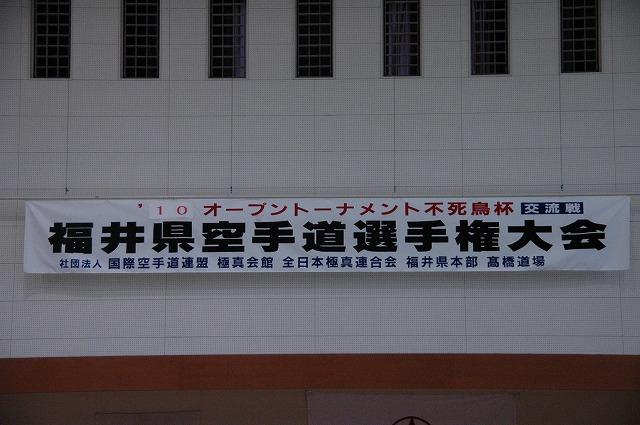 '10 オープントーナメント不死鳥杯 交流戦
福井県空手道選手権大会
社団法人 国際空手道連盟 極真会館 全日本極真連合会 福井県本部 髙橋道場